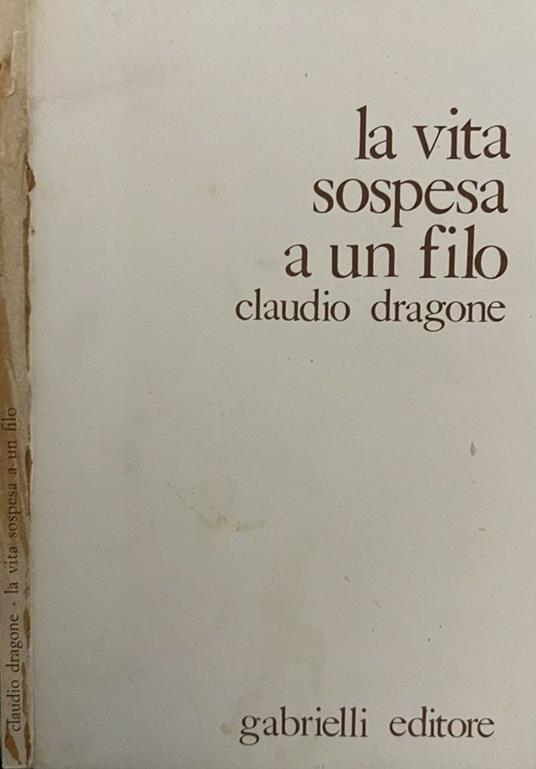 la vita
sospesa
a un filo
claudio dragone
gabrielli editore
claudio dragone - la vita sospesa a un filo